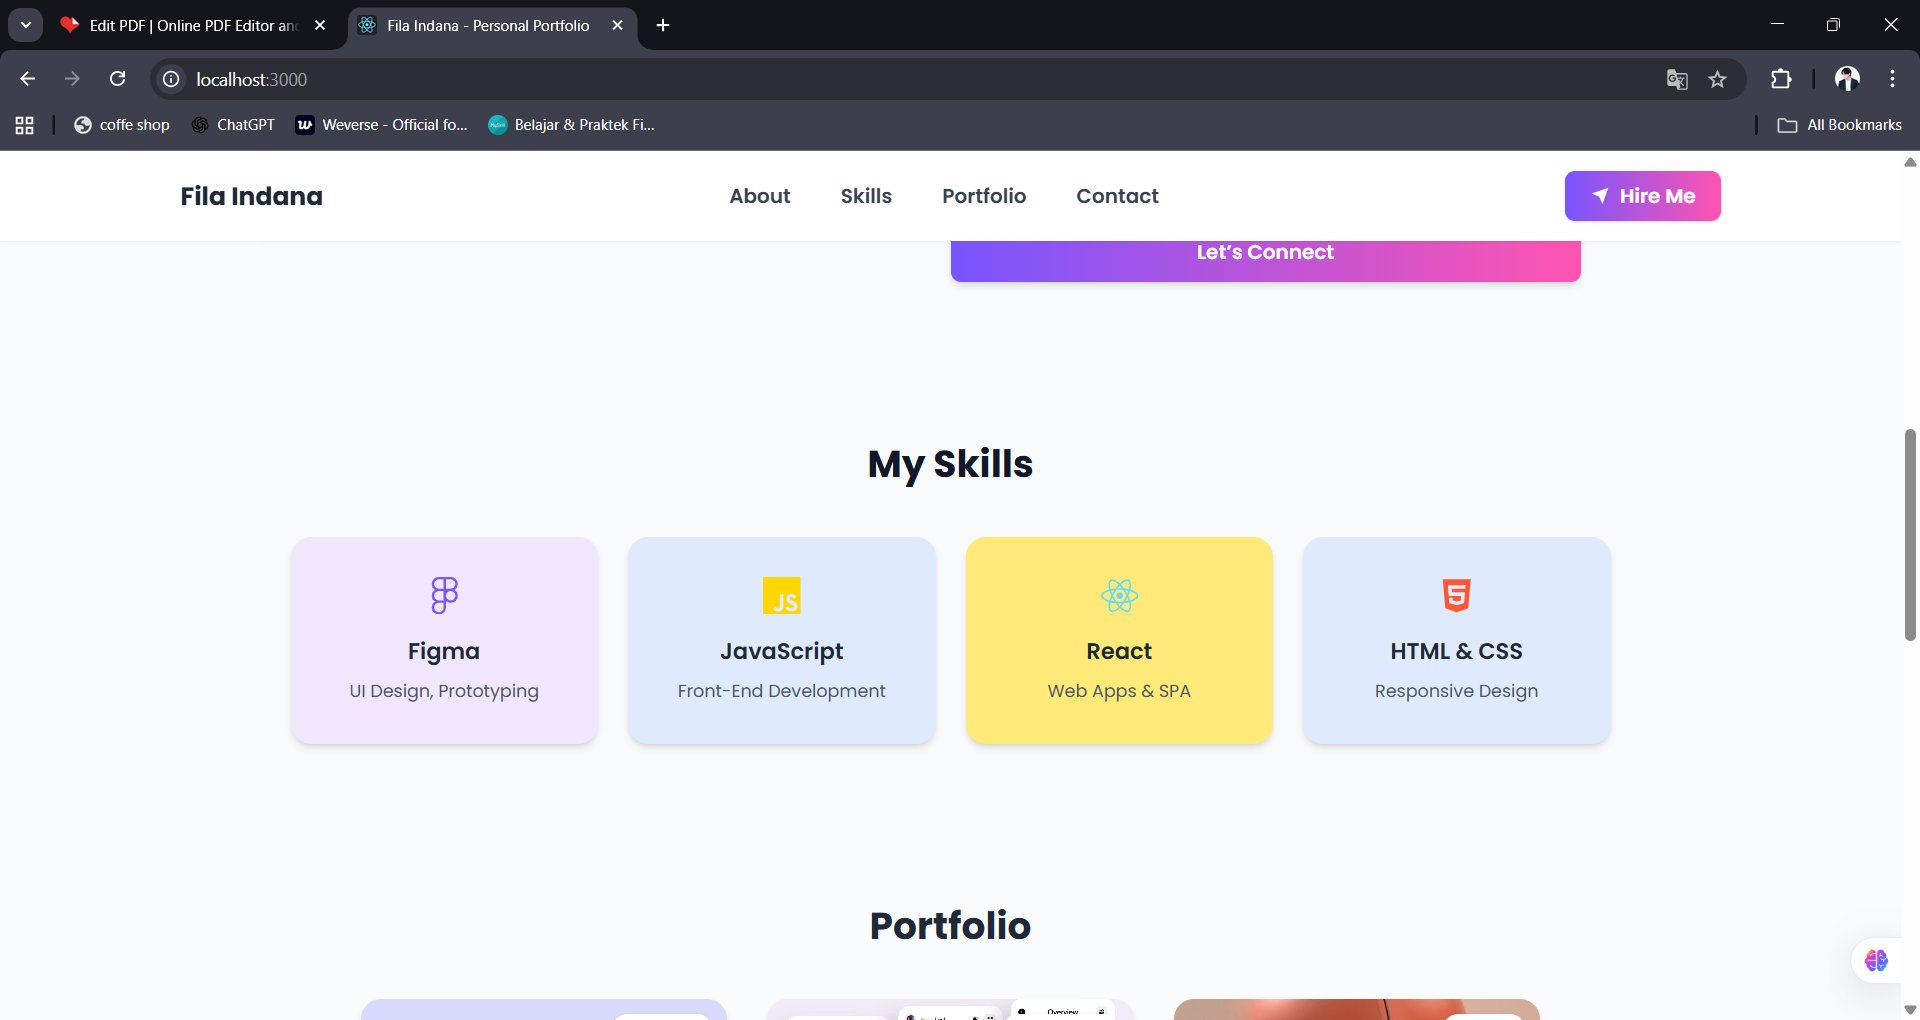 Edit PDF | Online PDF Editor an
Fila Indana - Personal Portfolio
localhost:3000
coffe shop
ChatGPT
Weverse - Official fo...
Belajar & Praktek Fi...
All Bookmarks
Fila Indana
About
Skills
Portfolio
Contact
Hire Me
Let’s Connect
My Skills
JS
Figma
JavaScript
React
HTML & CSS
UI Design, Prototyping
Front-End Development
Web Apps & SPA
Responsive Design
Portfolio
Overview